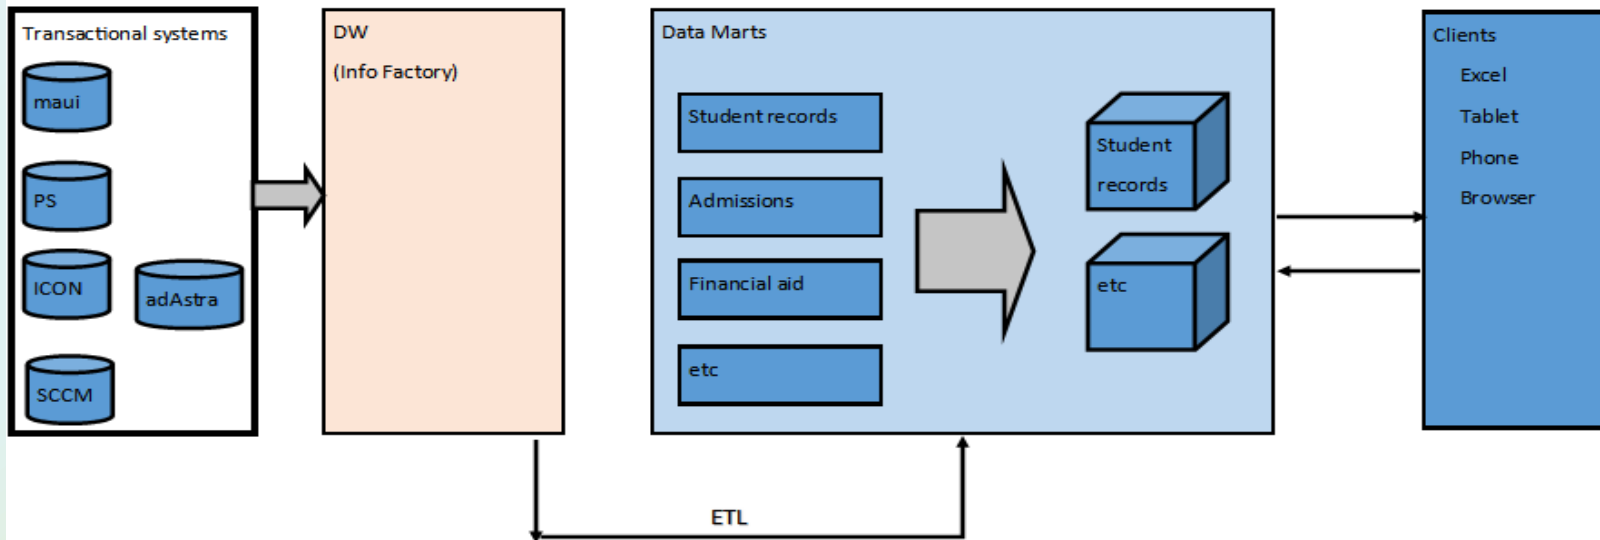 Transactional systems
maui
PS
ICON
adAstra
SCCM
DW
(Info Factory)
Data Marts
Student records
Admissions
Financial aid
etc
Student
records
etc
Clients
Excel
Tablet
Phone
Browser
ETL